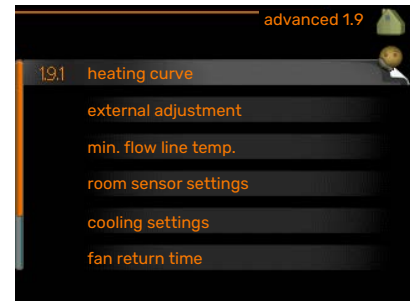 advanced 1.9
1.9.1 heating curve
external adjustment
min. flow line temp.
room sensor settings
cooling settings
fan return time